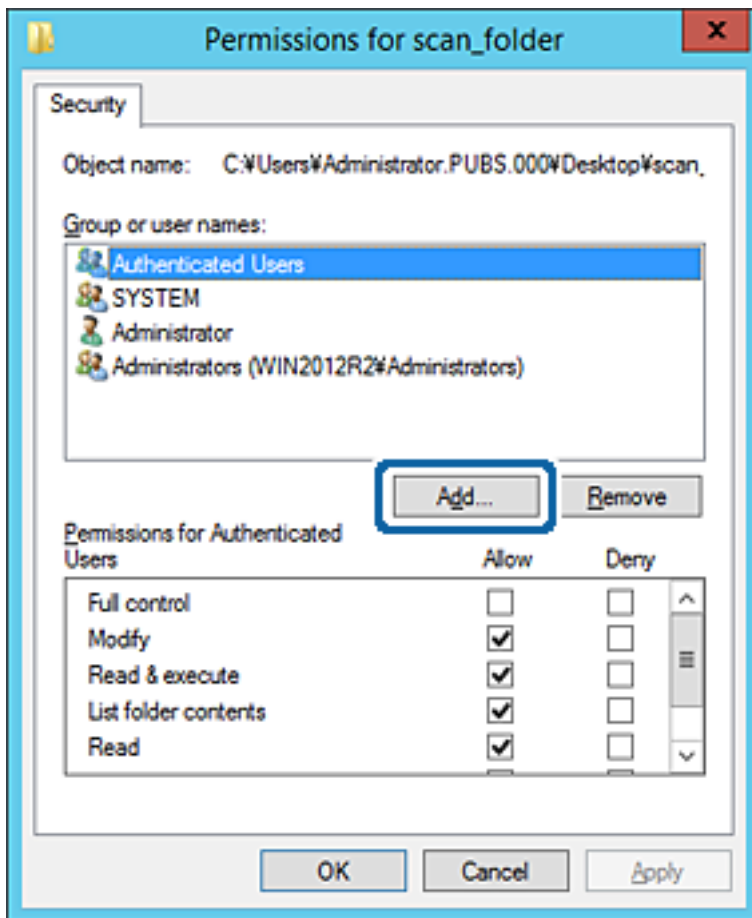 Permissions for scan_folder
Security
Object name: C:¥Users¥Administrator.PUBS.000¥Desktop¥scan_
Group or user names:
Authenticated Users
SYSTEM
Administrator
Administrators (WIN2012R2¥Administrators)
Add... Remove
Permissions for Authenticated
Users Allow Deny
Full control
Modify
Read & execute
List folder contents
Read
OK Cancel Apply